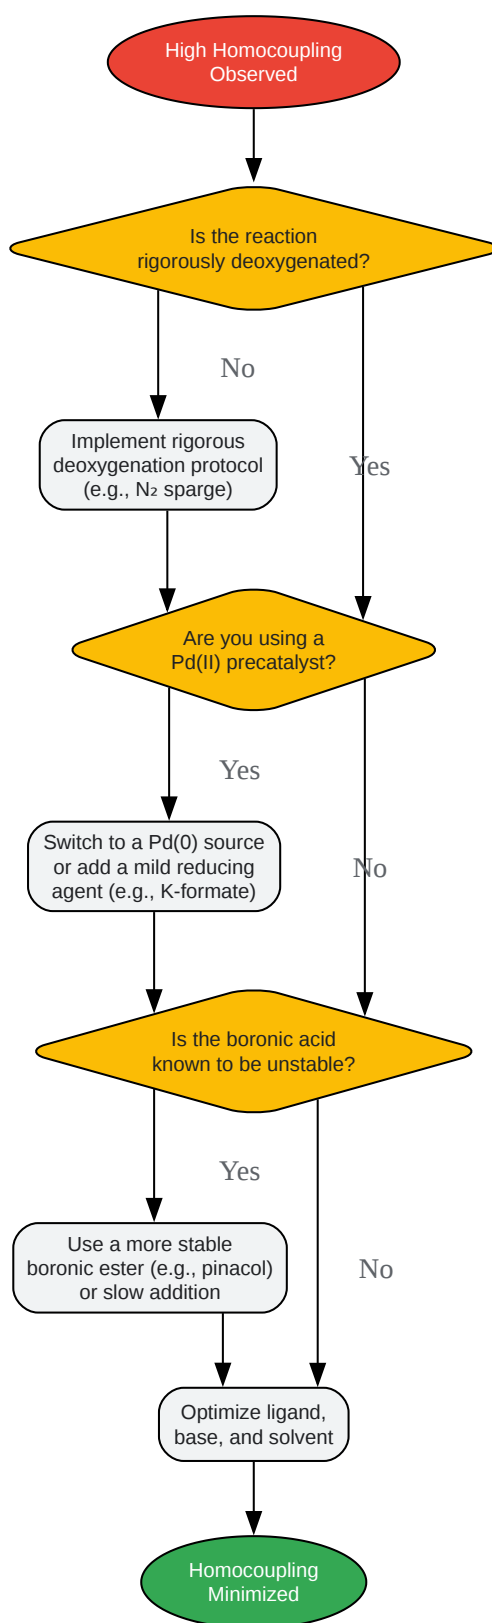 High Homocoupling
Observed
Is the reaction
rigorously deoxygenated?
No
Implement rigorous
deoxygenation protocol
(e.g., N₂ sparge)
Yes
Are you using a
Pd(II) precatalyst?
Yes
Switch to a Pd(0) source
or add a mild reducing
agent (e.g., K-formate)
No
Is the boronic acid
known to be unstable?
Yes
Use a more stable
boronic ester (e.g., pinacol)
or slow addition
No
Optimize ligand,
base, and solvent
Homocoupling
Minimized